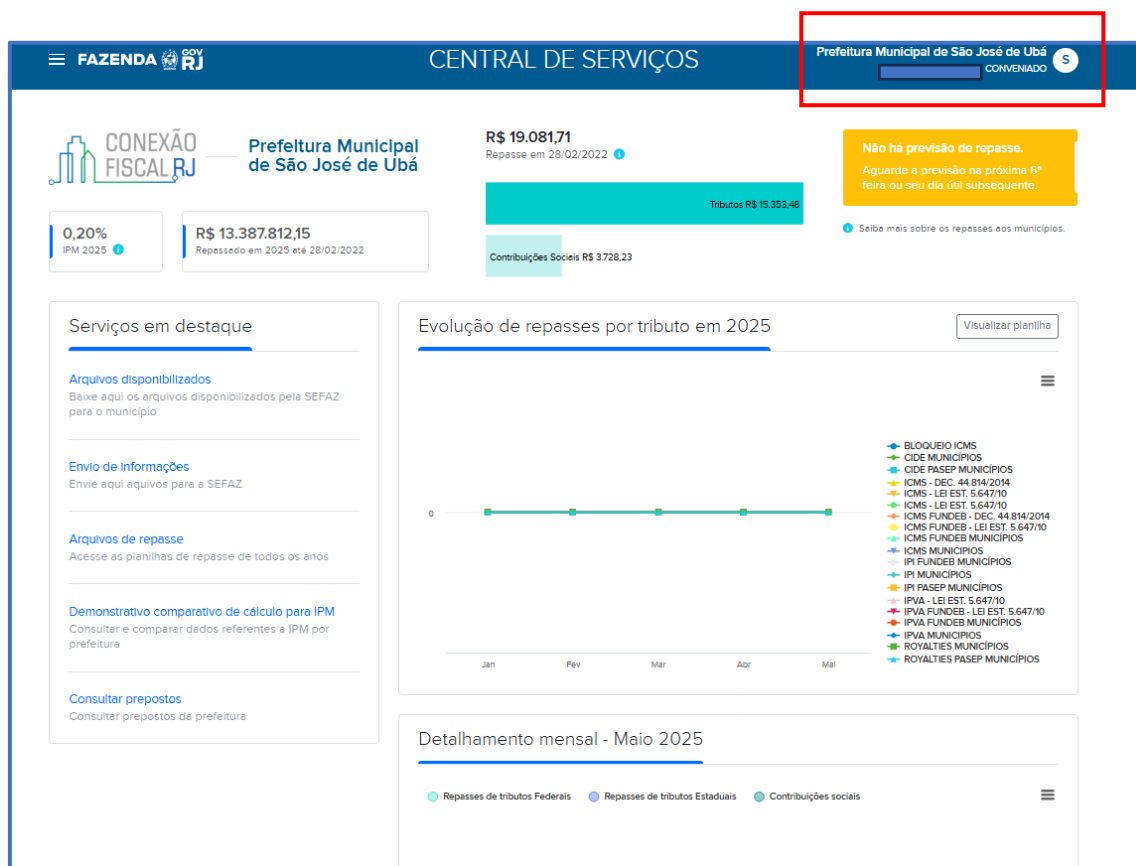 FAZENDA GOV RJ
CENTRAL DE SERVIÇOS
Prefeitura Municipal de São José de Ubá
CONVENIADO
S
CONEXÃO
FISCAL RJ
Prefeitura Municipal
de São José de Ubá
R$ 19.081,71
Repasse em 28/02/2022
Tributos R$ 15.353,48
Contribuições Sociais R$ 3.728,23
Não há previsão de repasse.
Aguarde a previsão na próxima 6ª
feira ou seu dia útil subsequente.
Saiba mais sobre os repasses aos municípios.
0,20%
IPM 2025
R$ 13.387.812,15
Repassado em 2025 até 28/02/2022
Serviços em destaque
Arquivos disponibilizados
Baixe aqui os arquivos disponibilizados pela SEFAZ
para o município
Envio de informações
Envie aqui aquivos para a SEFAZ
Arquivos de repasse
Acesse as planilhas de repasse de todos os anos
Demonstrativo comparativo de cálculo para IPM
Consultar e comparar dados referentes a IPM por
prefeitura
Consultar prepostos
Consultar prepostos da prefeitura
Evolução de repasses por tributo em 2025
Visualizar planilha
0
Jan Fev Mar Abr Mai
BLOQUEIO ICMS
CIDE MUNICÍPIOS
CIDE PASEP MUNICÍPIOS
ICMS - DEC. 44.814/2014
ICMS - LEI EST. 5.647/10
ICMS - LEI EST. 5.647/10
ICMS FUNDEB - DEC. 44.814/2014
ICMS FUNDEB - LEI EST. 5.647/10
ICMS FUNDEB MUNICÍPIOS
ICMS MUNICIPIOS
IPI FUNDEB MUNICÍPIOS
IPI MUNICÍPIOS
IPI PASEP MUNICÍPIOS
IPVA - LEI EST. 5.647/10
IPVA FUNDEB - LEI EST. 5.647/10
IPVA FUNDEB MUNICÍPIOS
IPVA MUNICIPIOS
ROYALTIES MUNICÍPIOS
ROYALTIES PASEP MUNICÍPIOS
Detalhamento mensal - Maio 2025
Repasses de tributos Federais Repasses de tributos Estaduais Contribuições sociais